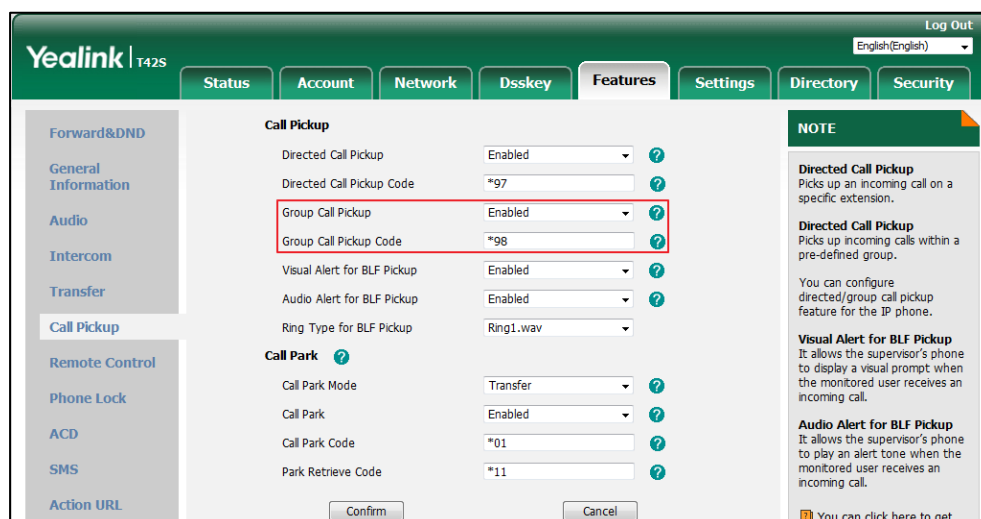 Log Out
Yealink T42S
English(English)
Status Account Network Dsskey Features Settings Directory Security
Forward&DND
General
Information
Audio
Intercom
Transfer
Call Pickup
Remote Control
Phone Lock
ACD
SMS
Action URL
Call Pickup
Directed Call Pickup Enabled
Directed Call Pickup Code *97
Group Call Pickup Enabled
Group Call Pickup Code *98
Visual Alert for BLF Pickup Enabled
Audio Alert for BLF Pickup Enabled
Ring Type for BLF Pickup Ring1.wav
Call Park
Call Park Mode Transfer
Call Park Enabled
Call Park Code *01
Park Retrieve Code *11
Confirm Cancel
NOTE
Directed Call Pickup
Picks up an incoming call on a
specific extension.
Directed Call Pickup
Picks up incoming calls within a
pre-defined group.
You can configure
directed/group call pickup
feature for the IP phone.
Visual Alert for BLF Pickup
It allows the supervisor's phone
to display a visual prompt when
the monitored user receives an
incoming call.
Audio Alert for BLF Pickup
It allows the supervisor's phone
to play an alert tone when the
monitored user receives an
incoming call.
You can click here to get